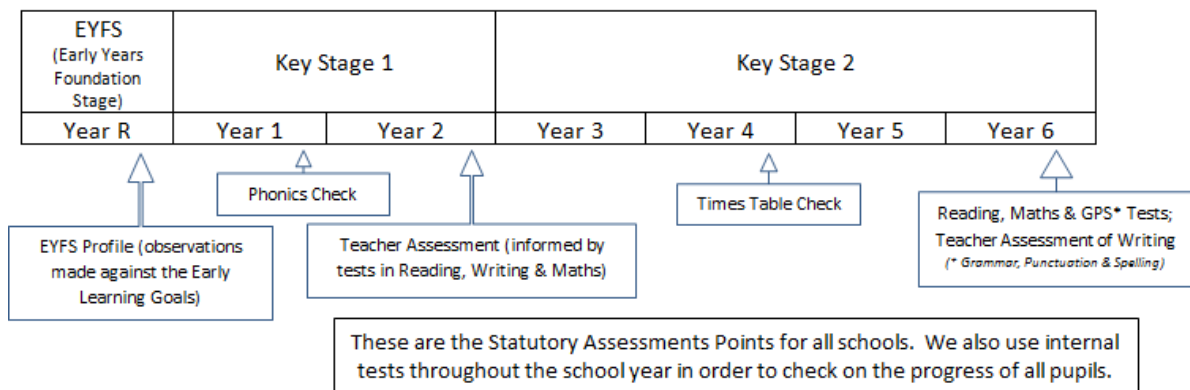 EYFS
(Early Years
Foundation
Stage)
Key Stage 1
Key Stage 2
Year R
Year 1
Year 2
Year 3
Year 4
Year 5
Year 6
Phonics Check
Times Table Check
EYFS Profile (observations
made against the Early
Learning Goals)
Teacher Assessment (informed by
tests in Reading, Writing & Maths)
Reading, Maths & GPS* Tests;
Teacher Assessment of Writing
(* Grammar, Punctuation & Spelling)
These are the Statutory Assessments Points for all schools. We also use internal
tests throughout the school year in order to check on the progress of all pupils.